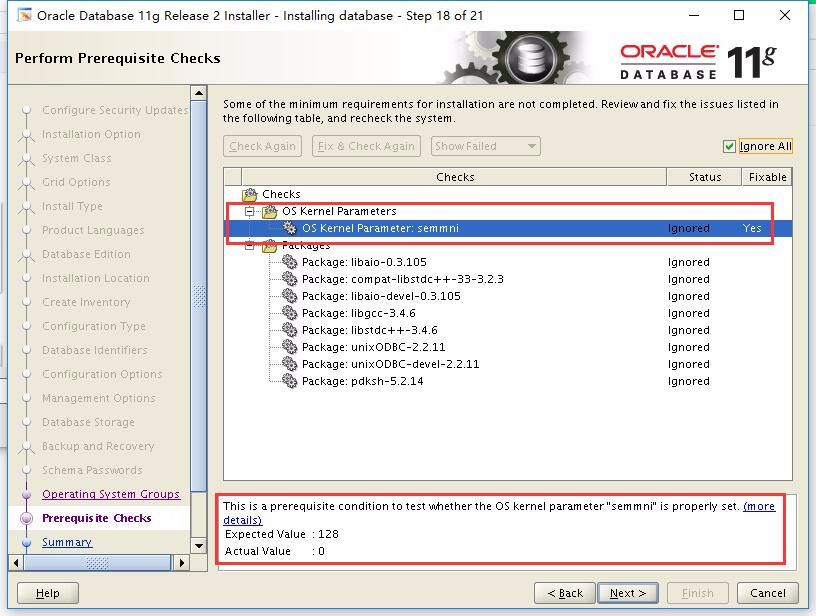 Oracle Database 11g Release 2 Installer - Installing database - Step 18 of 21
Perform Prerequisite Checks
ORACLE DATABASE 11g
Configure Security Updates
Installation Option
System Class
Grid Options
Install Type
Product Languages
Database Edition
Installation Location
Create Inventory
Configuration Type
Database Identifiers
Configuration Options
Management Options
Database Storage
Backup and Recovery
Schema Passwords
Operating System Groups
Prerequisite Checks
Summary
Some of the minimum requirements for installation are not completed. Review and fix the issues listed in
the following table, and recheck the system.
Check Again Fix & Check Again Show Failed Ignore All
Checks Status Fixable
Checks
OS Kernel Parameters
OS Kernel Parameter: semmni Ignored Yes
Packages
Package: libaio-0.3.105 Ignored
Package: compat-libstdc++-33-3.2.3 Ignored
Package: libaio-devel-0.3.105 Ignored
Package: libgcc-3.4.6 Ignored
Package: libstdc++-3.4.6 Ignored
Package: unixODBC-2.2.11 Ignored
Package: unixODBC-devel-2.2.11 Ignored
Package: pdksh-5.2.14 Ignored
This is a prerequisite condition to test whether the OS kernel parameter "semmni" is properly set. (more
details)
Expected Value : 128
Actual Value : 0
Help < Back Next > Finish Cancel